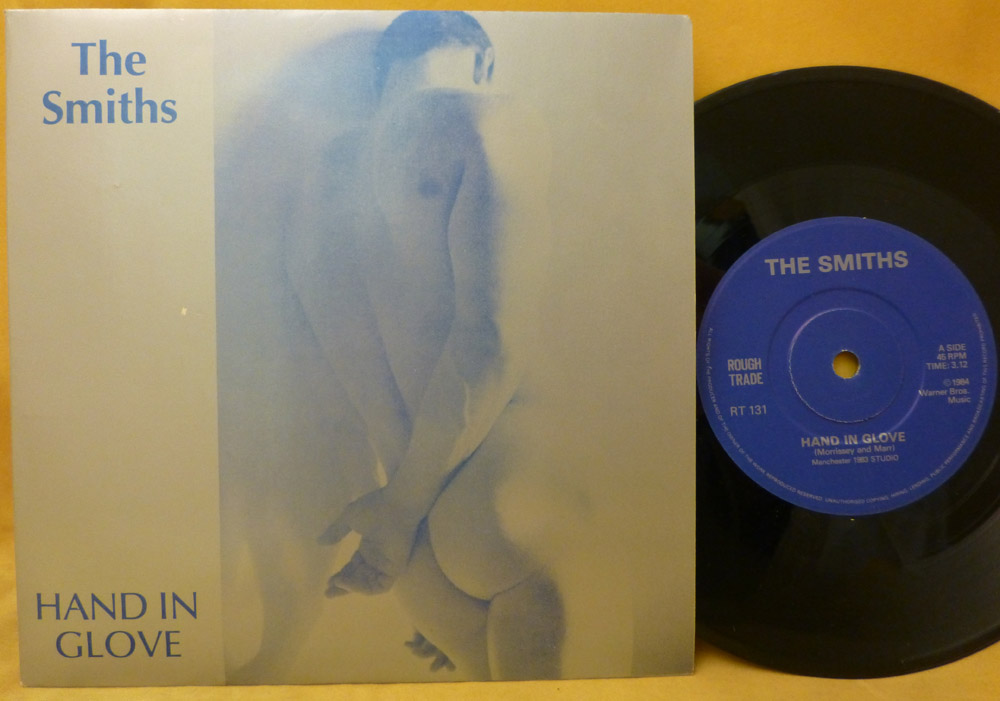 The
Smiths
HAND IN
GLOVE
THE SMITHS
ROUGH
TRADE
RT 131
A SIDE
45 RPM
TIME: 3.12
©1984
Warner Bros.
Music
HAND IN GLOVE
(Morrissey and Marr)
Manchester 1983 STUDIO